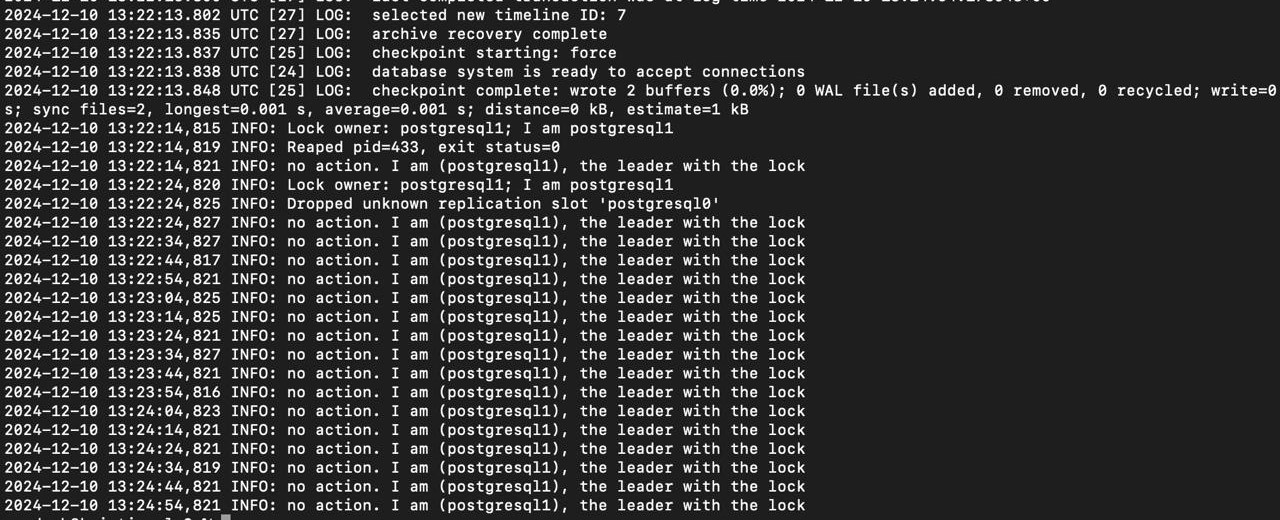 2024-12-10 13:22:13.802 UTC [27] LOG:  selected new timeline ID: 7
2024-12-10 13:22:13.835 UTC [27] LOG:  archive recovery complete
2024-12-10 13:22:13.837 UTC [25] LOG:  checkpoint starting: force
2024-12-10 13:22:13.838 UTC [24] LOG:  database system is ready to accept connections
2024-12-10 13:22:13.848 UTC [25] LOG:  checkpoint complete: wrote 2 buffers (0.0%); 0 WAL file(s) added, 0 removed, 0 recycled; write=0
s; sync files=2, longest=0.001 s, average=0.001 s; distance=0 kB, estimate=1 kB
2024-12-10 13:22:14,815 INFO: Lock owner: postgresql1; I am postgresql1
2024-12-10 13:22:14,819 INFO: Reaped pid=433, exit status=0
2024-12-10 13:22:14,821 INFO: no action. I am (postgresql1), the leader with the lock
2024-12-10 13:22:24,820 INFO: Lock owner: postgresql1; I am postgresql1
2024-12-10 13:22:24,825 INFO: Dropped unknown replication slot 'postgresql0'
2024-12-10 13:22:24,827 INFO: no action. I am (postgresql1), the leader with the lock
2024-12-10 13:22:34,827 INFO: no action. I am (postgresql1), the leader with the lock
2024-12-10 13:22:44,817 INFO: no action. I am (postgresql1), the leader with the lock
2024-12-10 13:22:54,821 INFO: no action. I am (postgresql1), the leader with the lock
2024-12-10 13:23:04,825 INFO: no action. I am (postgresql1), the leader with the lock
2024-12-10 13:23:14,825 INFO: no action. I am (postgresql1), the leader with the lock
2024-12-10 13:23:24,821 INFO: no action. I am (postgresql1), the leader with the lock
2024-12-10 13:23:34,827 INFO: no action. I am (postgresql1), the leader with the lock
2024-12-10 13:23:44,821 INFO: no action. I am (postgresql1), the leader with the lock
2024-12-10 13:23:54,816 INFO: no action. I am (postgresql1), the leader with the lock
2024-12-10 13:24:04,823 INFO: no action. I am (postgresql1), the leader with the lock
2024-12-10 13:24:14,821 INFO: no action. I am (postgresql1), the leader with the lock
2024-12-10 13:24:24,821 INFO: no action. I am (postgresql1), the leader with the lock
2024-12-10 13:24:34,819 INFO: no action. I am (postgresql1), the leader with the lock
2024-12-10 13:24:44,821 INFO: no action. I am (postgresql1), the leader with the lock
2024-12-10 13:24:54,821 INFO: no action. I am (postgresql1), the leader with the lock